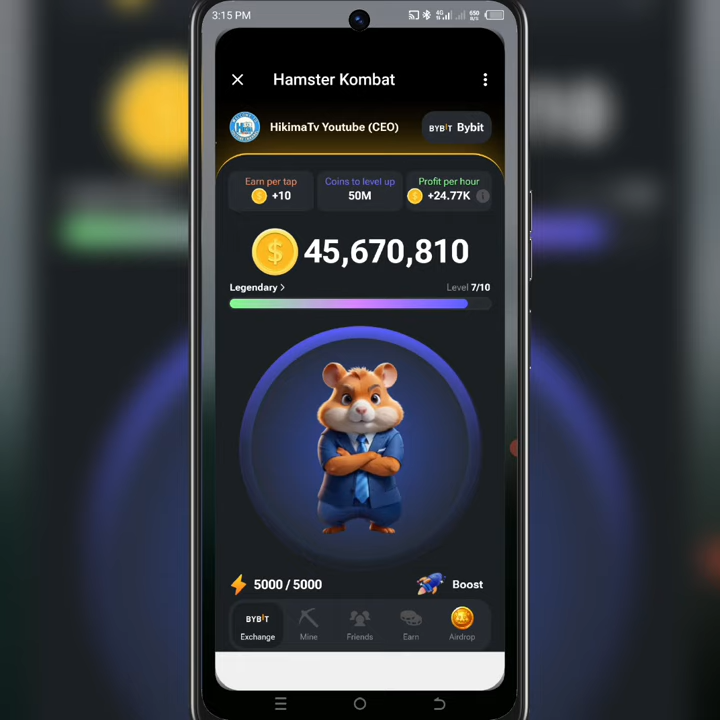 3:15 PM
4G
650 B/s
Hamster Kombat
HikimaTv Youtube (CEO)
BYBIT Bybit
Earn per tap
+10
Coins to level up
50M
Profit per hour
+24.77K
45,670,810
Legendary >
Level 7/10
5000 / 5000
Boost
BYBIT
Exchange
Mine
Friends
Earn
Airdrop